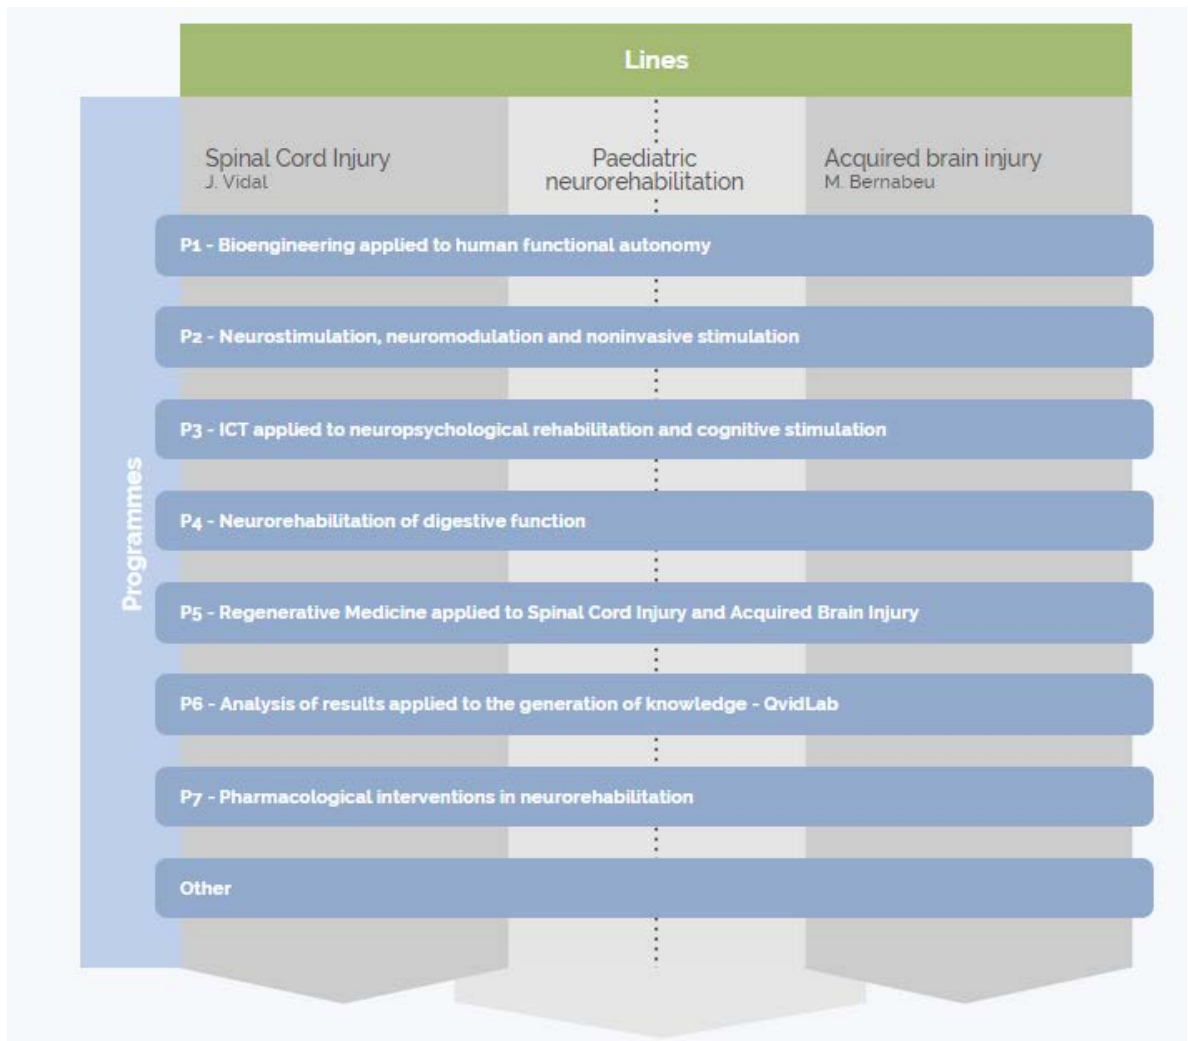 Lines
Spinal Cord Injury
J. Vidal
Paediatric
neurorehabilitation
Acquired brain injury
M. Bernabeu
Programmes
P1 - Bioengineering applied to human functional autonomy
P2 - Neurostimulation, neuromodulation and noninvasive stimulation
P3 - ICT applied to neuropsychological rehabilitation and cognitive stimulation
P4 - Neurorehabilitation of digestive function
P5 - Regenerative Medicine applied to Spinal Cord Injury and Acquired Brain Injury
P6 - Analysis of results applied to the generation of knowledge - QvidLab
P7 - Pharmacological interventions in neurorehabilitation
Other